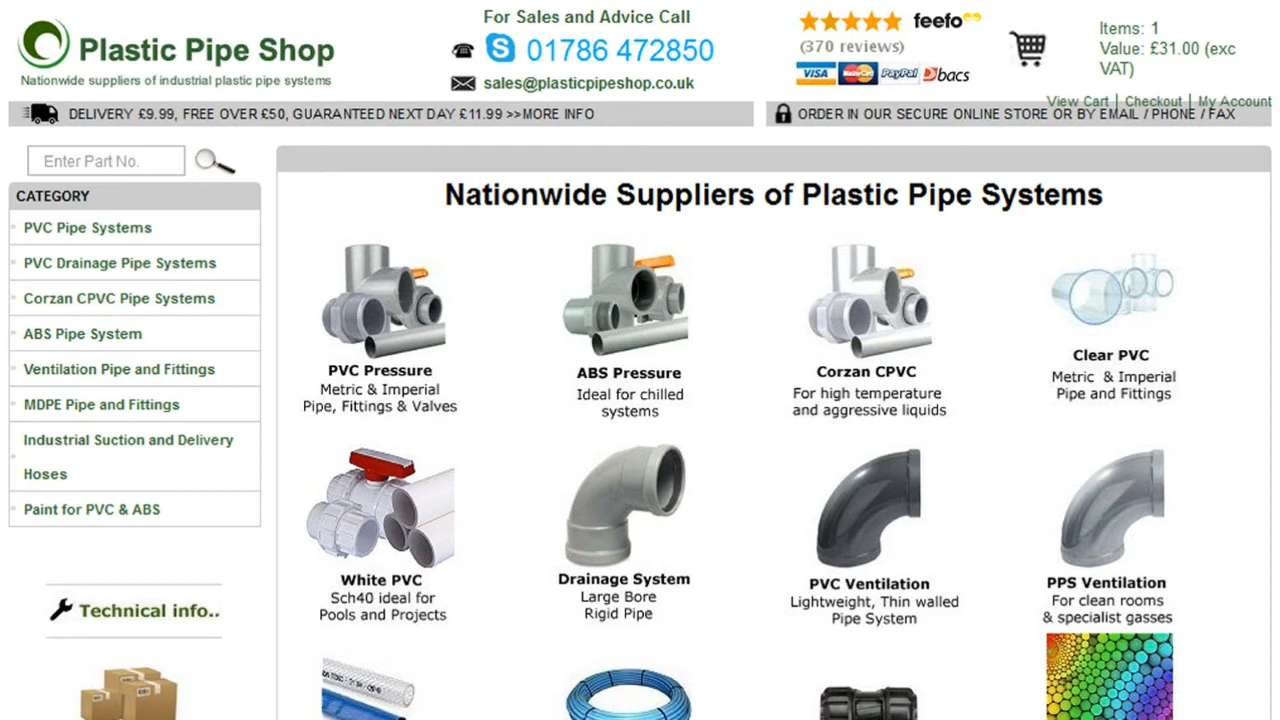 For Sales and Advice Call
feefo
Items: 1
Plastic Pipe Shop
01786 472850
(370 reviews)
Value: £31.00 (exc
VAT)
Nationwide suppliers of industrial plastic pipe systems
sales@plasticpipeshop.co.uk
VISA MasterCard PayPal bacs
View Cart | Checkout | My Account
DELIVERY £9.99, FREE OVER £50, GUARANTEED NEXT DAY £11.99 >>MORE INFO
ORDER IN OUR SECURE ONLINE STORE OR BY EMAIL / PHONE / FAX
Enter Part No.
CATEGORY
PVC Pipe Systems
PVC Drainage Pipe Systems
Corzan CPVC Pipe Systems
ABS Pipe System
Ventilation Pipe and Fittings
MDPE Pipe and Fittings
Industrial Suction and Delivery
Hoses
Paint for PVC & ABS
Technical info..
Nationwide Suppliers of Plastic Pipe Systems
PVC Pressure
Metric & Imperial
Pipe, Fittings & Valves
ABS Pressure
Ideal for chilled
systems
Corzan CPVC
For high temperature
and aggressive liquids
Clear PVC
Metric & Imperial
Pipe and Fittings
White PVC
Sch40 ideal for
Pools and Projects
Drainage System
Large Bore
Rigid Pipe
PVC Ventilation
Lightweight, Thin walled
Pipe System
PPS Ventilation
For clean rooms
& specialist gasses